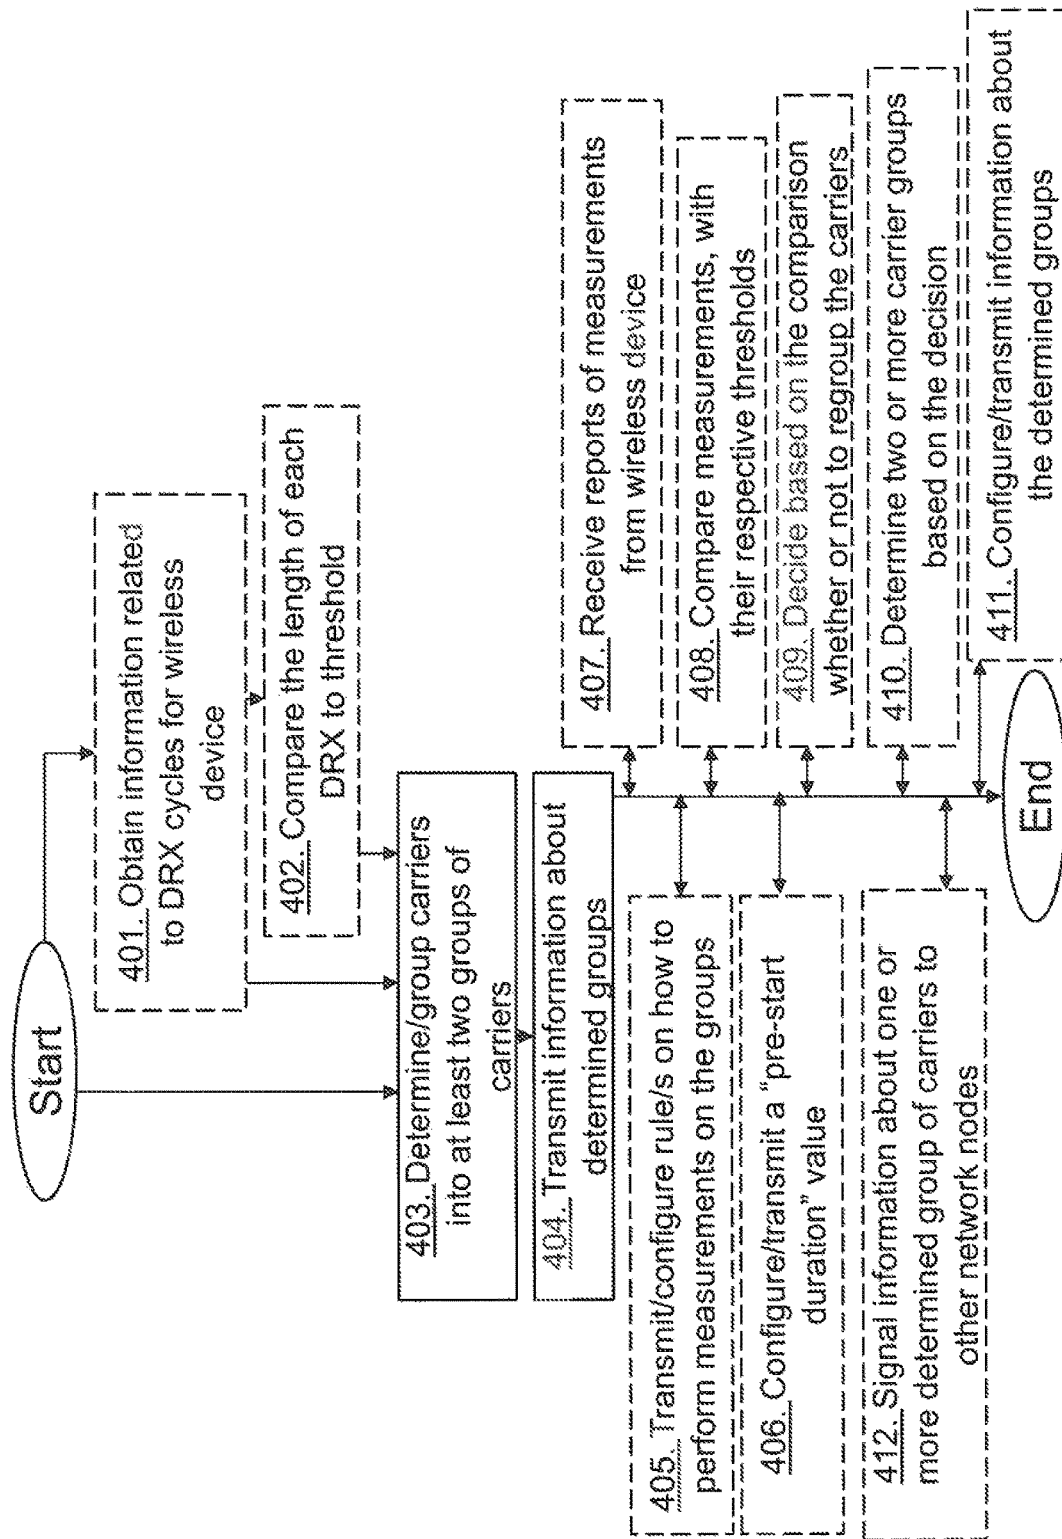 Start
401. Obtain information related
to DRX cycles for wireless
device
402. Compare the length of each
DRX to threshold
403. Determine/group carriers
into at least two groups of
carriers
404. Transmit information about
determined groups
405. Transmit/configure rule/s on how to
perform measurements on the groups
406. Configure/transmit a “pre-start
duration” value
407. Receive reports of measurements
from wireless device
408. Compare measurements, with
their respective thresholds
409. Decide based on the comparison
whether or not to regroup the carriers
410. Determine two or more carrier groups
based on the decision
411. Configure/transmit information about
the determined groups
412. Signal information about one or
more determined group of carriers to
other network nodes
End